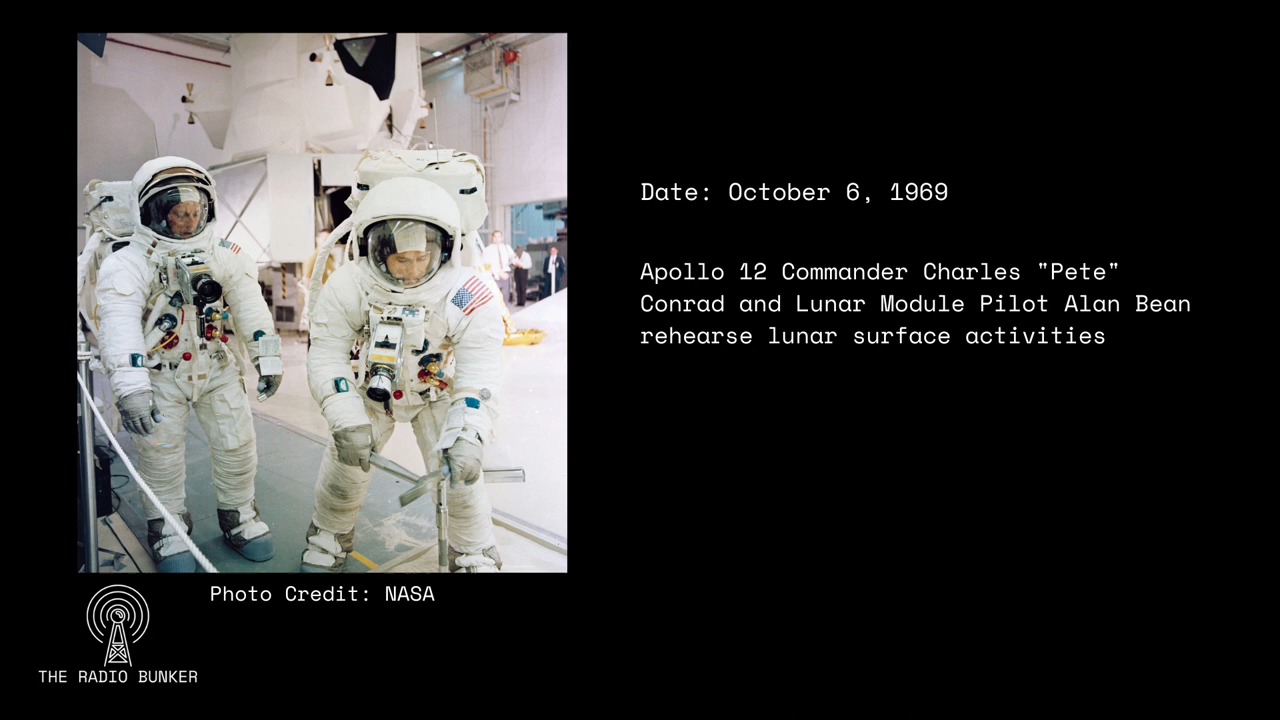 Date: October 6, 1969
Apollo 12 Commander Charles "Pete"
Conrad and Lunar Module Pilot Alan Bean
rehearse lunar surface activities
Photo Credit: NASA
THE RADIO BUNKER